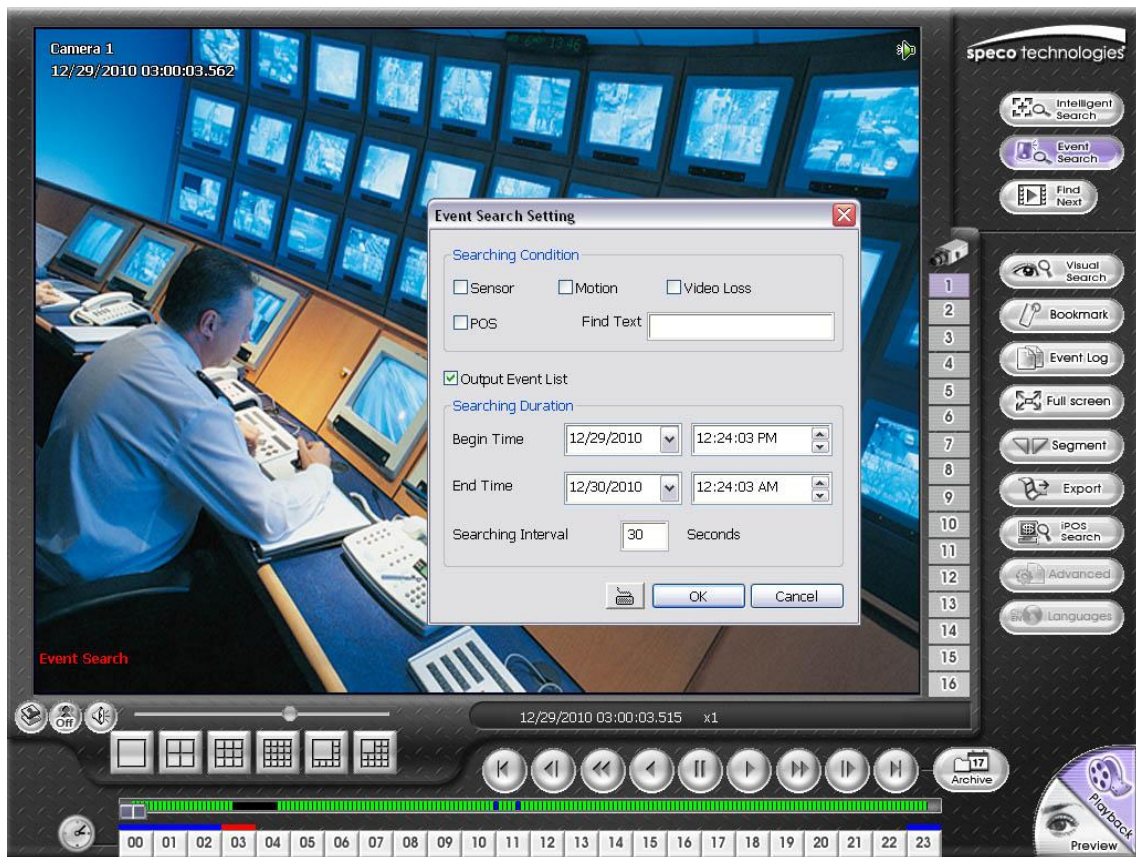 Camera 1
12/29/2010 03:00:03.562
speco technologies
Intelligent Search
Event Search
Find Next
Event Search Setting
Searching Condition
Sensor
Motion
Video Loss
POS
Find Text
Output Event List
Searching Duration
Begin Time
12/29/2010
12:24:03 PM
End Time
12/30/2010
12:24:03 AM
Searching Interval
30
Seconds
OK
Cancel
1
2
3
4
5
6
7
8
9
10
11
12
13
14
15
16
Visual Search
Bookmark
Event Log
Full screen
Segment
Export
iPOS Search
Advanced
Languages
Event Search
Off
12/29/2010 03:00:03.515 x1
17
Archive
00 01 02 03 04 05 06 07 08 09 10 11 12 13 14 15 16 17 18 19 20 21 22 23
Playback
Preview